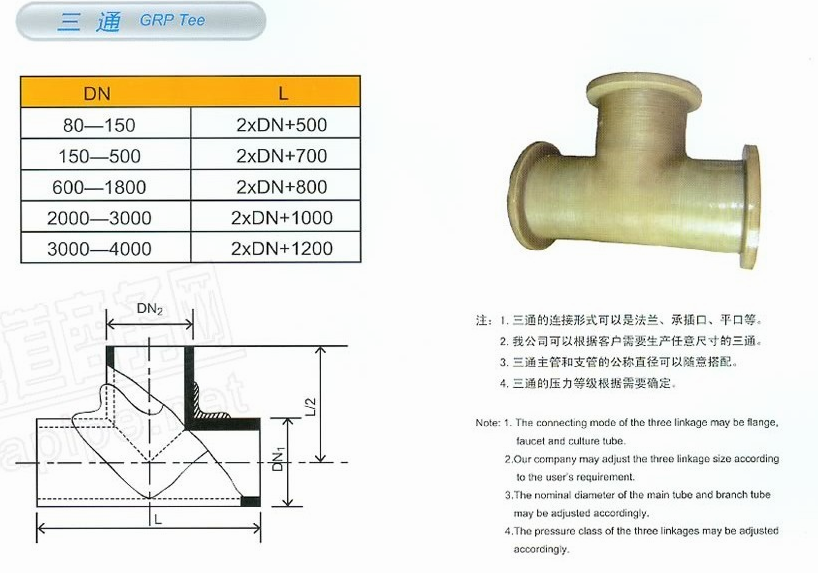 三 通 GRP Tee
DN L
80—150 2xDN+500
150—500 2xDN+700
600—1800 2xDN+800
2000—3000 2xDN+1000
3000—4000 2xDN+1200
DN₂
L/2
DN₁
L
道商务网
apipe.net
注：1. 三通的连接形式可以是法兰、承插口、平口等。
2. 我公司可以根据客户需要生产任意尺寸的三通。
3. 三通主管和支管的公称直径可以随意搭配。
4. 三通的压力等级根据需要确定。
Note: 1. The connecting mode of the three linkage may be flange,
faucet and culture tube.
2.Our company may adjust the three linkage size according
to the user's requirement.
3.The nominal diameter of the main tube and branch tube
may be adjusted accordingly.
4.The pressure class of the three linkages may be adjusted
accordingly.